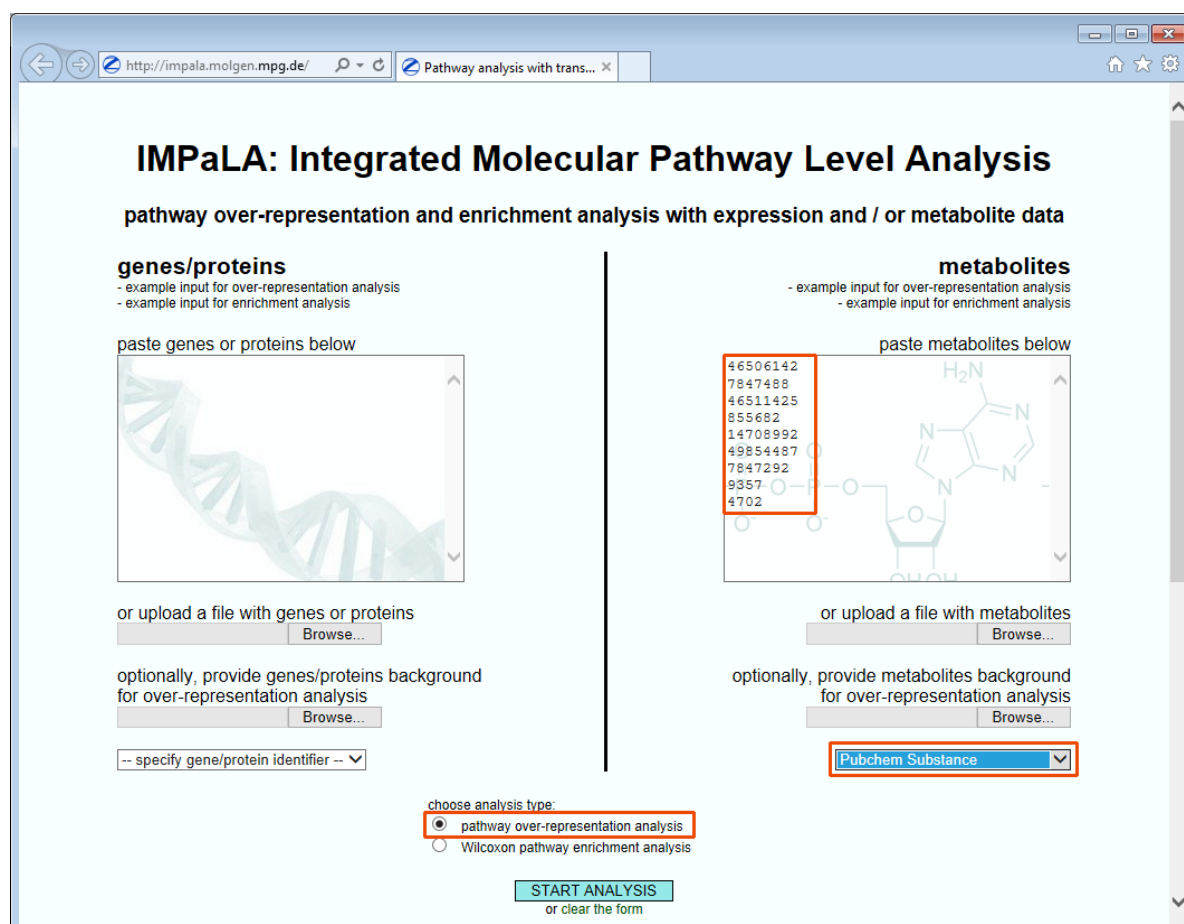 http://impala.molgen.mpg.de/
Pathway analysis with trans...
IMPaLA: Integrated Molecular Pathway Level Analysis
pathway over-representation and enrichment analysis with expression and / or metabolite data
genes/proteins
- example input for over-representation analysis
- example input for enrichment analysis
paste genes or proteins below
or upload a file with genes or proteins
Browse...
optionally, provide genes/proteins background
for over-representation analysis
Browse...
-- specify gene/protein identifier --
metabolites
- example input for over-representation analysis
- example input for enrichment analysis
paste metabolites below
46506142
7847488
46511425
855682
14708992
49854487
7847292
9357
4702
H₂N
N
N
N
N
O
P
O
P
O
O
O⁻
O⁻
O
OH OH
or upload a file with metabolites
Browse...
optionally, provide metabolites background
for over-representation analysis
Browse...
Pubchem Substance
choose analysis type:
pathway over-representation analysis
Wilcoxon pathway enrichment analysis
START ANALYSIS
or clear the form